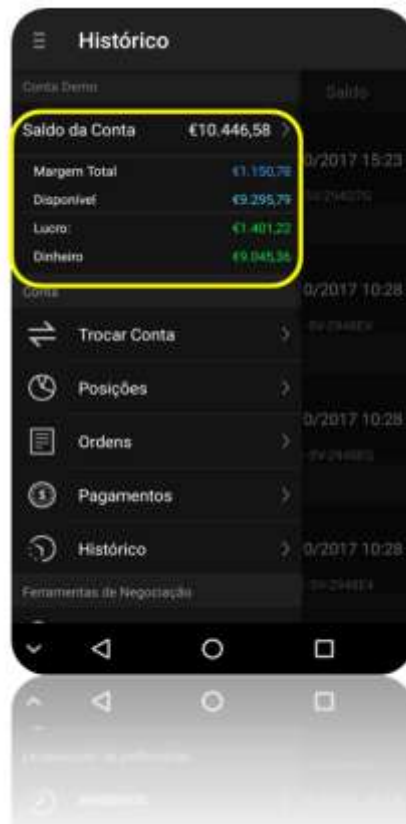 Histórico
Conta Demo
Saldo
Saldo da Conta €10.446,58
0/2017 15:23
Margem Total €1.150,78
Disponível €9.295,79
Lucro: €1.401,22
Dinheiro €9.045,36
Conta
0/2017 10:28
Trocar Conta
Posições
0/2017 10:28
Ordens
Pagamentos
Histórico
0/2017 10:28
Ferramentas de Negociação